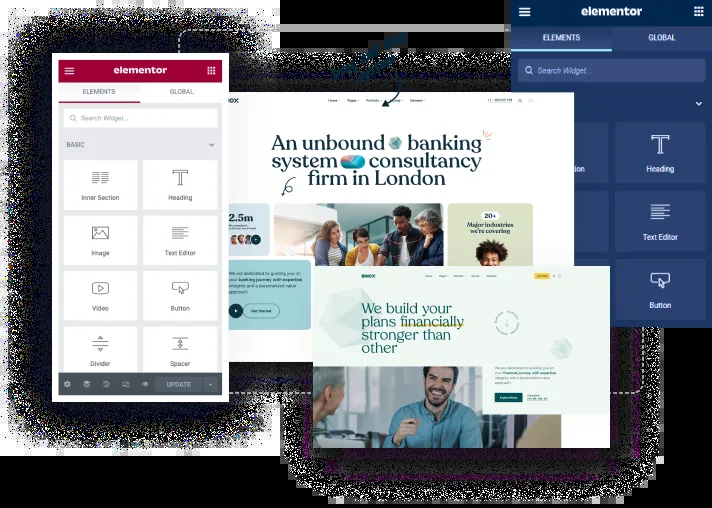 elementor
ELEMENTS GLOBAL
Search Widget...
BASIC
Inner Section Heading
Image Text Editor
Video Button
Divider Spacer
UPDATE
BINOX
Home Pages Portfolio
An unbound banking
system consultancy
firm in London
2.5m
20+
Major industries
we're covering
We are dedicated to guiding you on
your banking journey with expertise
integrity and a personalized value
approach
Get Started
BINOX
We build your
plans financially
stronger than
other
We are dedicated to guiding you on
your financial journey with expertise
integrity and a personalized value
approach
elementor
ELEMENTS GLOBAL
Search Widget...
Heading
Text Editor
Button